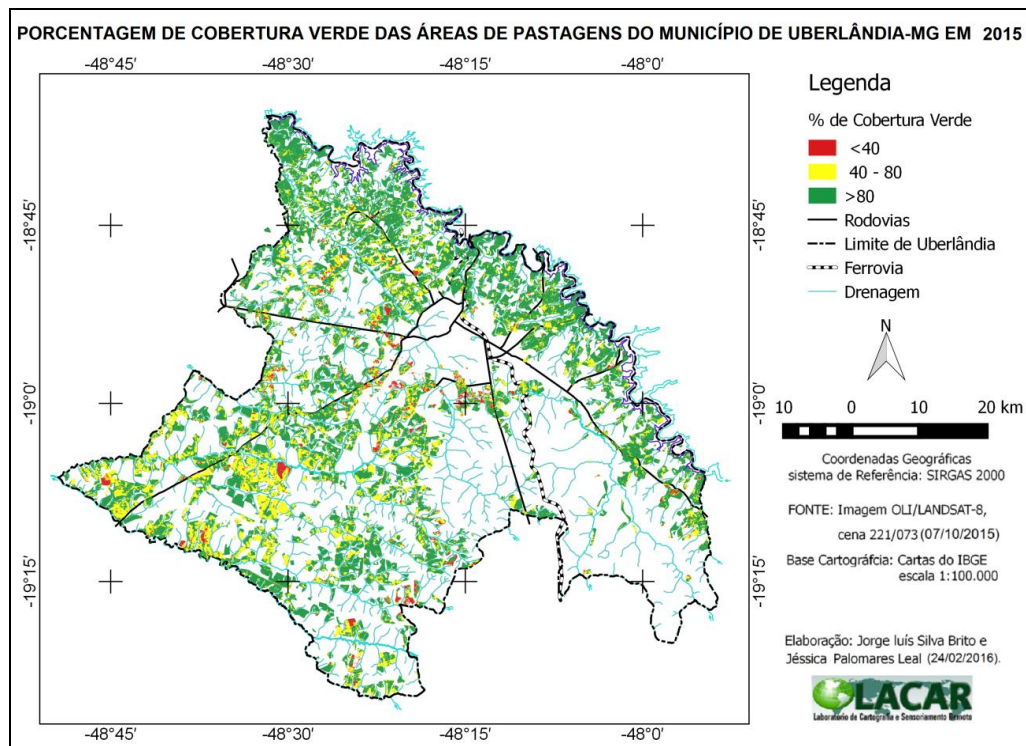 PORCENTAGEM DE COBERTURA VERDE DAS ÁREAS DE PASTAGENS DO MUNICÍPIO DE UBERLÂNDIA-MG EM 2015
-48°45' -48°30' -48°15' -48°0'
-18°45' -18°45'
-19°0' -19°0'
-19°15' -19°15'
-48°45' -48°30' -48°15' -48°0'
Legenda
% de Cobertura Verde
<40
40 - 80
>80
Rodovias
Limite de Uberlândia
Ferrovia
Drenagem
N
10 0 10 20 km
Coordenadas Geográficas
sistema de Referência: SIRGAS 2000
FONTE: Imagem OLI/LANDSAT-8,
cena 221/073 (07/10/2015)
Base Cartográfcia: Cartas do IBGE
escala 1:100.000
Elaboração: Jorge luís Silva Brito e
Jéssica Palomares Leal (24/02/2016).
LACAR
Laboratório de Cartografia e Sensoriamento Remoto